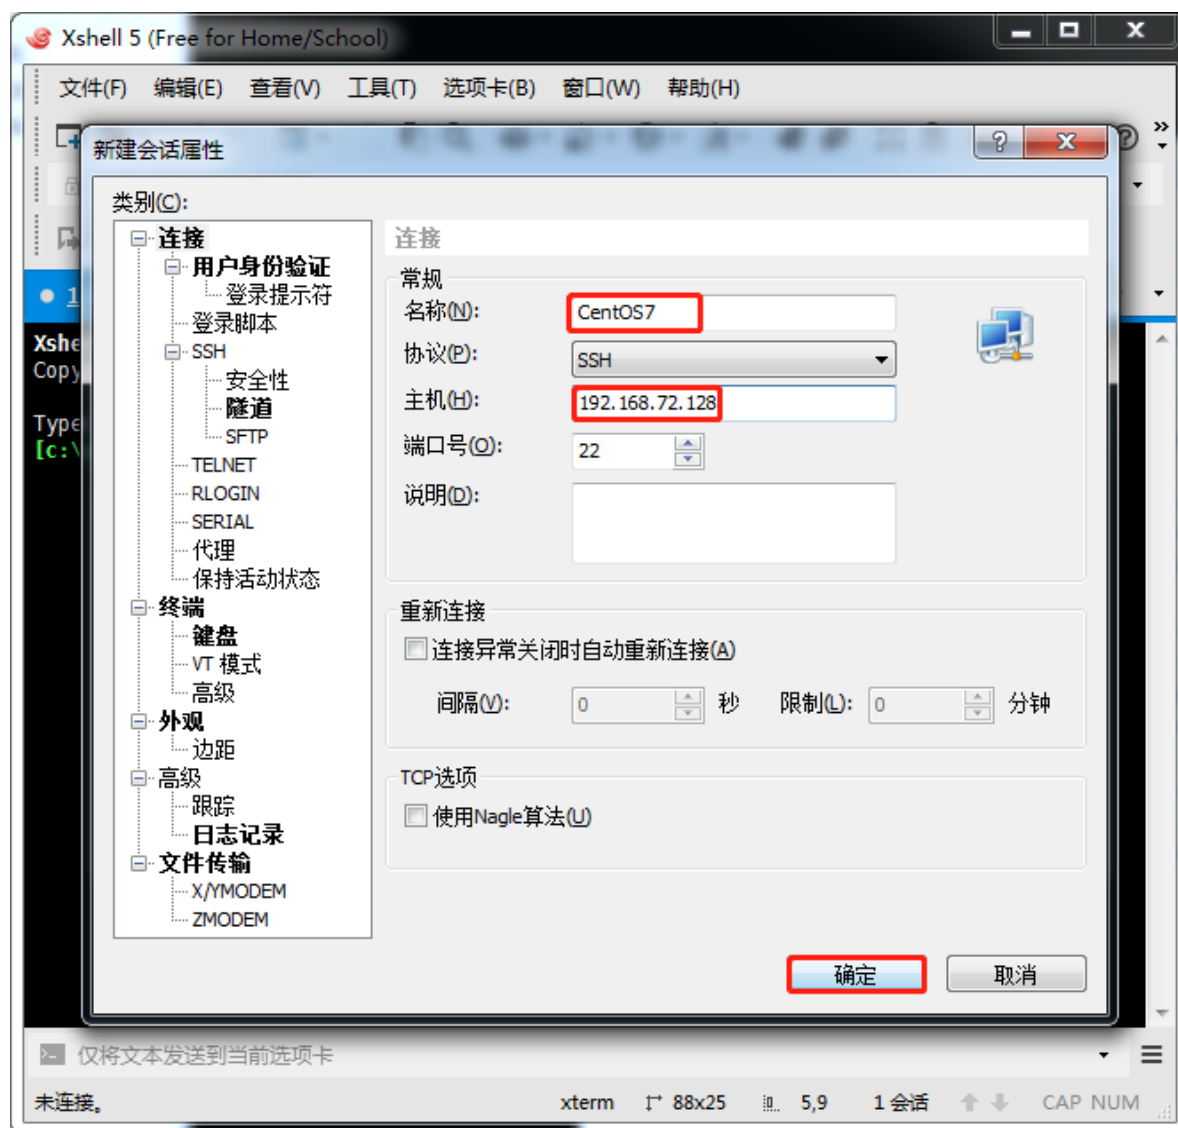 Xshell 5 (Free for Home/School)
文件(F) 编辑(E) 查看(V) 工具(T) 选项卡(B) 窗口(W) 帮助(H)
新建会话属性
类别(C):
连接
用户身份验证
登录提示符
登录脚本
SSH
安全性
隧道
SFTP
TELNET
RLOGIN
SERIAL
代理
保持活动状态
终端
键盘
VT 模式
高级
外观
边距
高级
跟踪
日志记录
文件传输
X/YMODEM
ZMODEM
连接
常规
名称(N): CentOS7
协议(P): SSH
主机(H): 192.168.72.128
端口号(O): 22
说明(D):
重新连接
连接异常关闭时自动重新连接(A)
间隔(V): 0 秒 限制(L): 0 分钟
TCP选项
使用Nagle算法(U)
确定 取消
1
Xshe
Copy
Type
[c:\
仅将文本发送到当前选项卡
未连接。 xterm 88x25 5,9 1 会话 CAP NUM